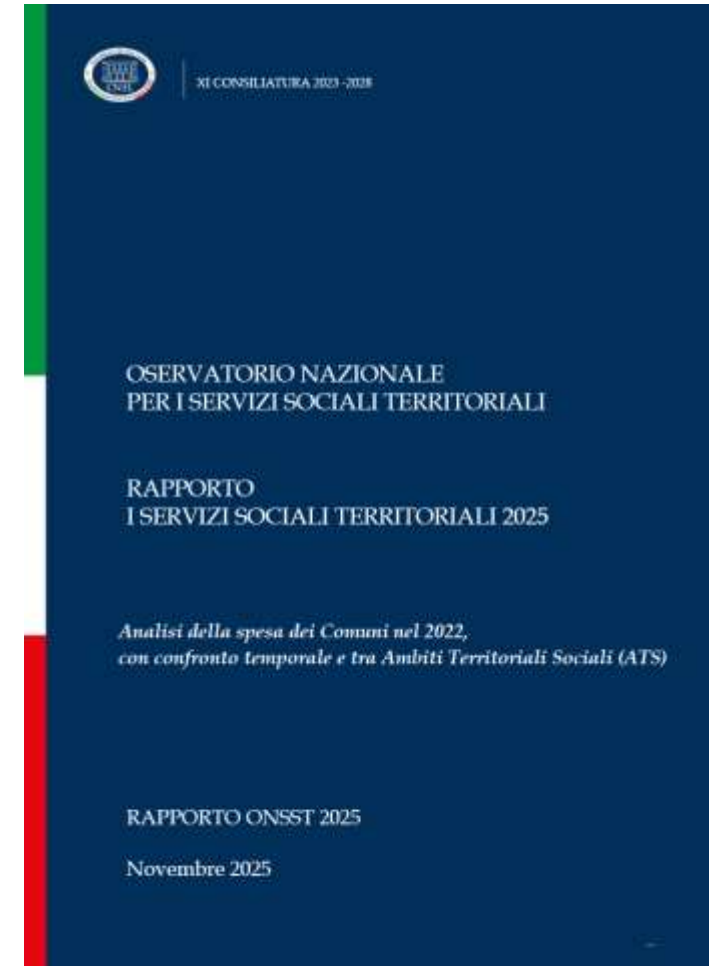 CNEL
XI CONSILIATURA 2023 -2028
OSERVATORIO NAZIONALE
PER I SERVIZI SOCIALI TERRITORIALI
RAPPORTO
I SERVIZI SOCIALI TERRITORIALI 2025
Analisi della spesa dei Comuni nel 2022,
con confronto temporale e tra Ambiti Territoriali Sociali (ATS)
RAPPORTO ONSST 2025
Novembre 2025